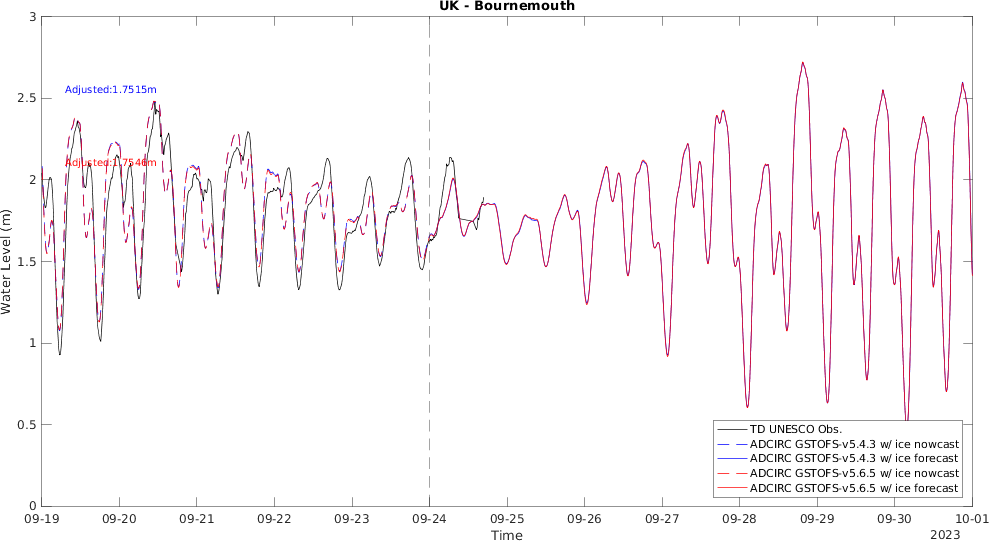 UK - Bournemouth
3
2.5
2
1.5
1
0.5
0
Water Level (m)
Adjusted:1.7515m
Adjusted:1.7546m
TD UNESCO Obs.
ADCIRC GSTOFS-v5.4.3 w/ ice nowcast
ADCIRC GSTOFS-v5.4.3 w/ ice forecast
ADCIRC GSTOFS-v5.6.5 w/ ice nowcast
ADCIRC GSTOFS-v5.6.5 w/ ice forecast
09-19 09-20 09-21 09-22 09-23 09-24 09-25 09-26 09-27 09-28 09-29 09-30 10-01
Time
2023